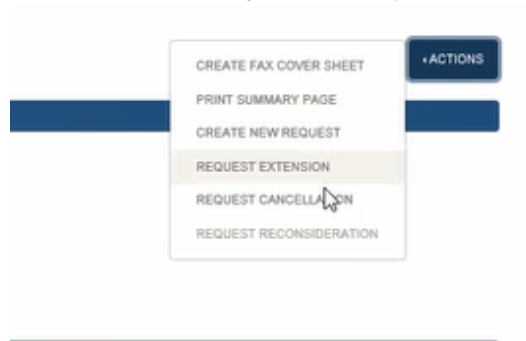 ‹ACTIONS
CREATE FAX COVER SHEET
PRINT SUMMARY PAGE
CREATE NEW REQUEST
REQUEST EXTENSION
REQUEST CANCELLATION
REQUEST RECONSIDERATION